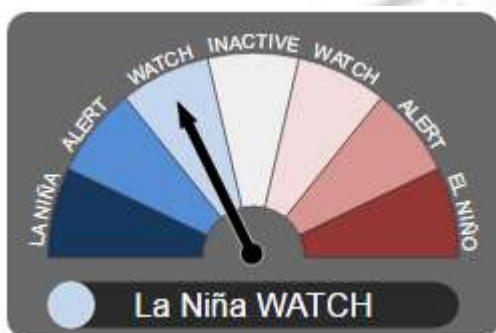 LA NIÑA
ALERT
WATCH
INACTIVE
WATCH
ALERT
EL NIÑO
La Niña WATCH